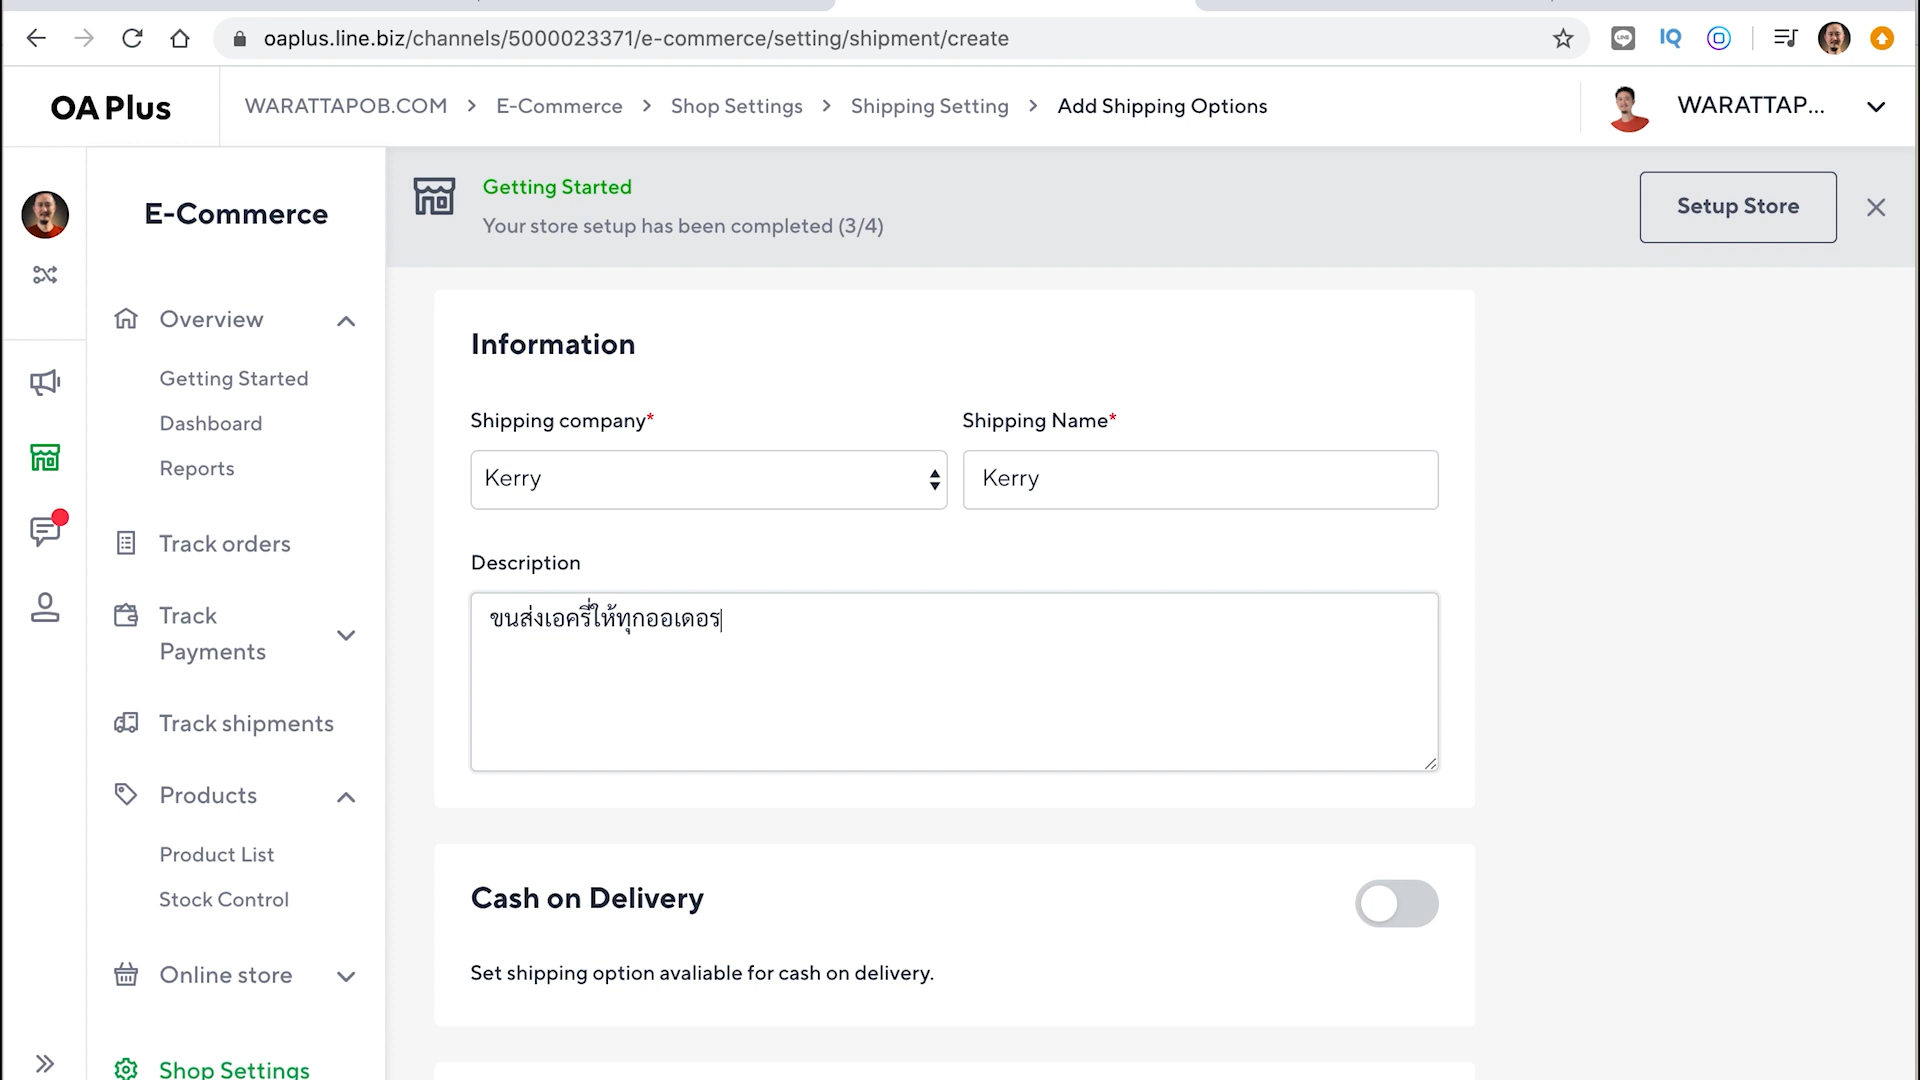 oaplus.line.biz/channels/5000023371/e-commerce/setting/shipment/create
IQ
OA Plus
WARATTAPOB.COM > E-Commerce > Shop Settings > Shipping Setting > Add Shipping Options
WARATTAP...
E-Commerce
Overview
Getting Started
Dashboard
Reports
Track orders
Track
Payments
Track shipments
Products
Product List
Stock Control
Online store
Shop Settings
Getting Started
Your store setup has been completed (3/4)
Setup Store
Information
Shipping company*
Shipping Name*
Kerry
Kerry
Description
ขนส่งเอครี่ให้ทุกออเดอร
Cash on Delivery
Set shipping option avaliable for cash on delivery.